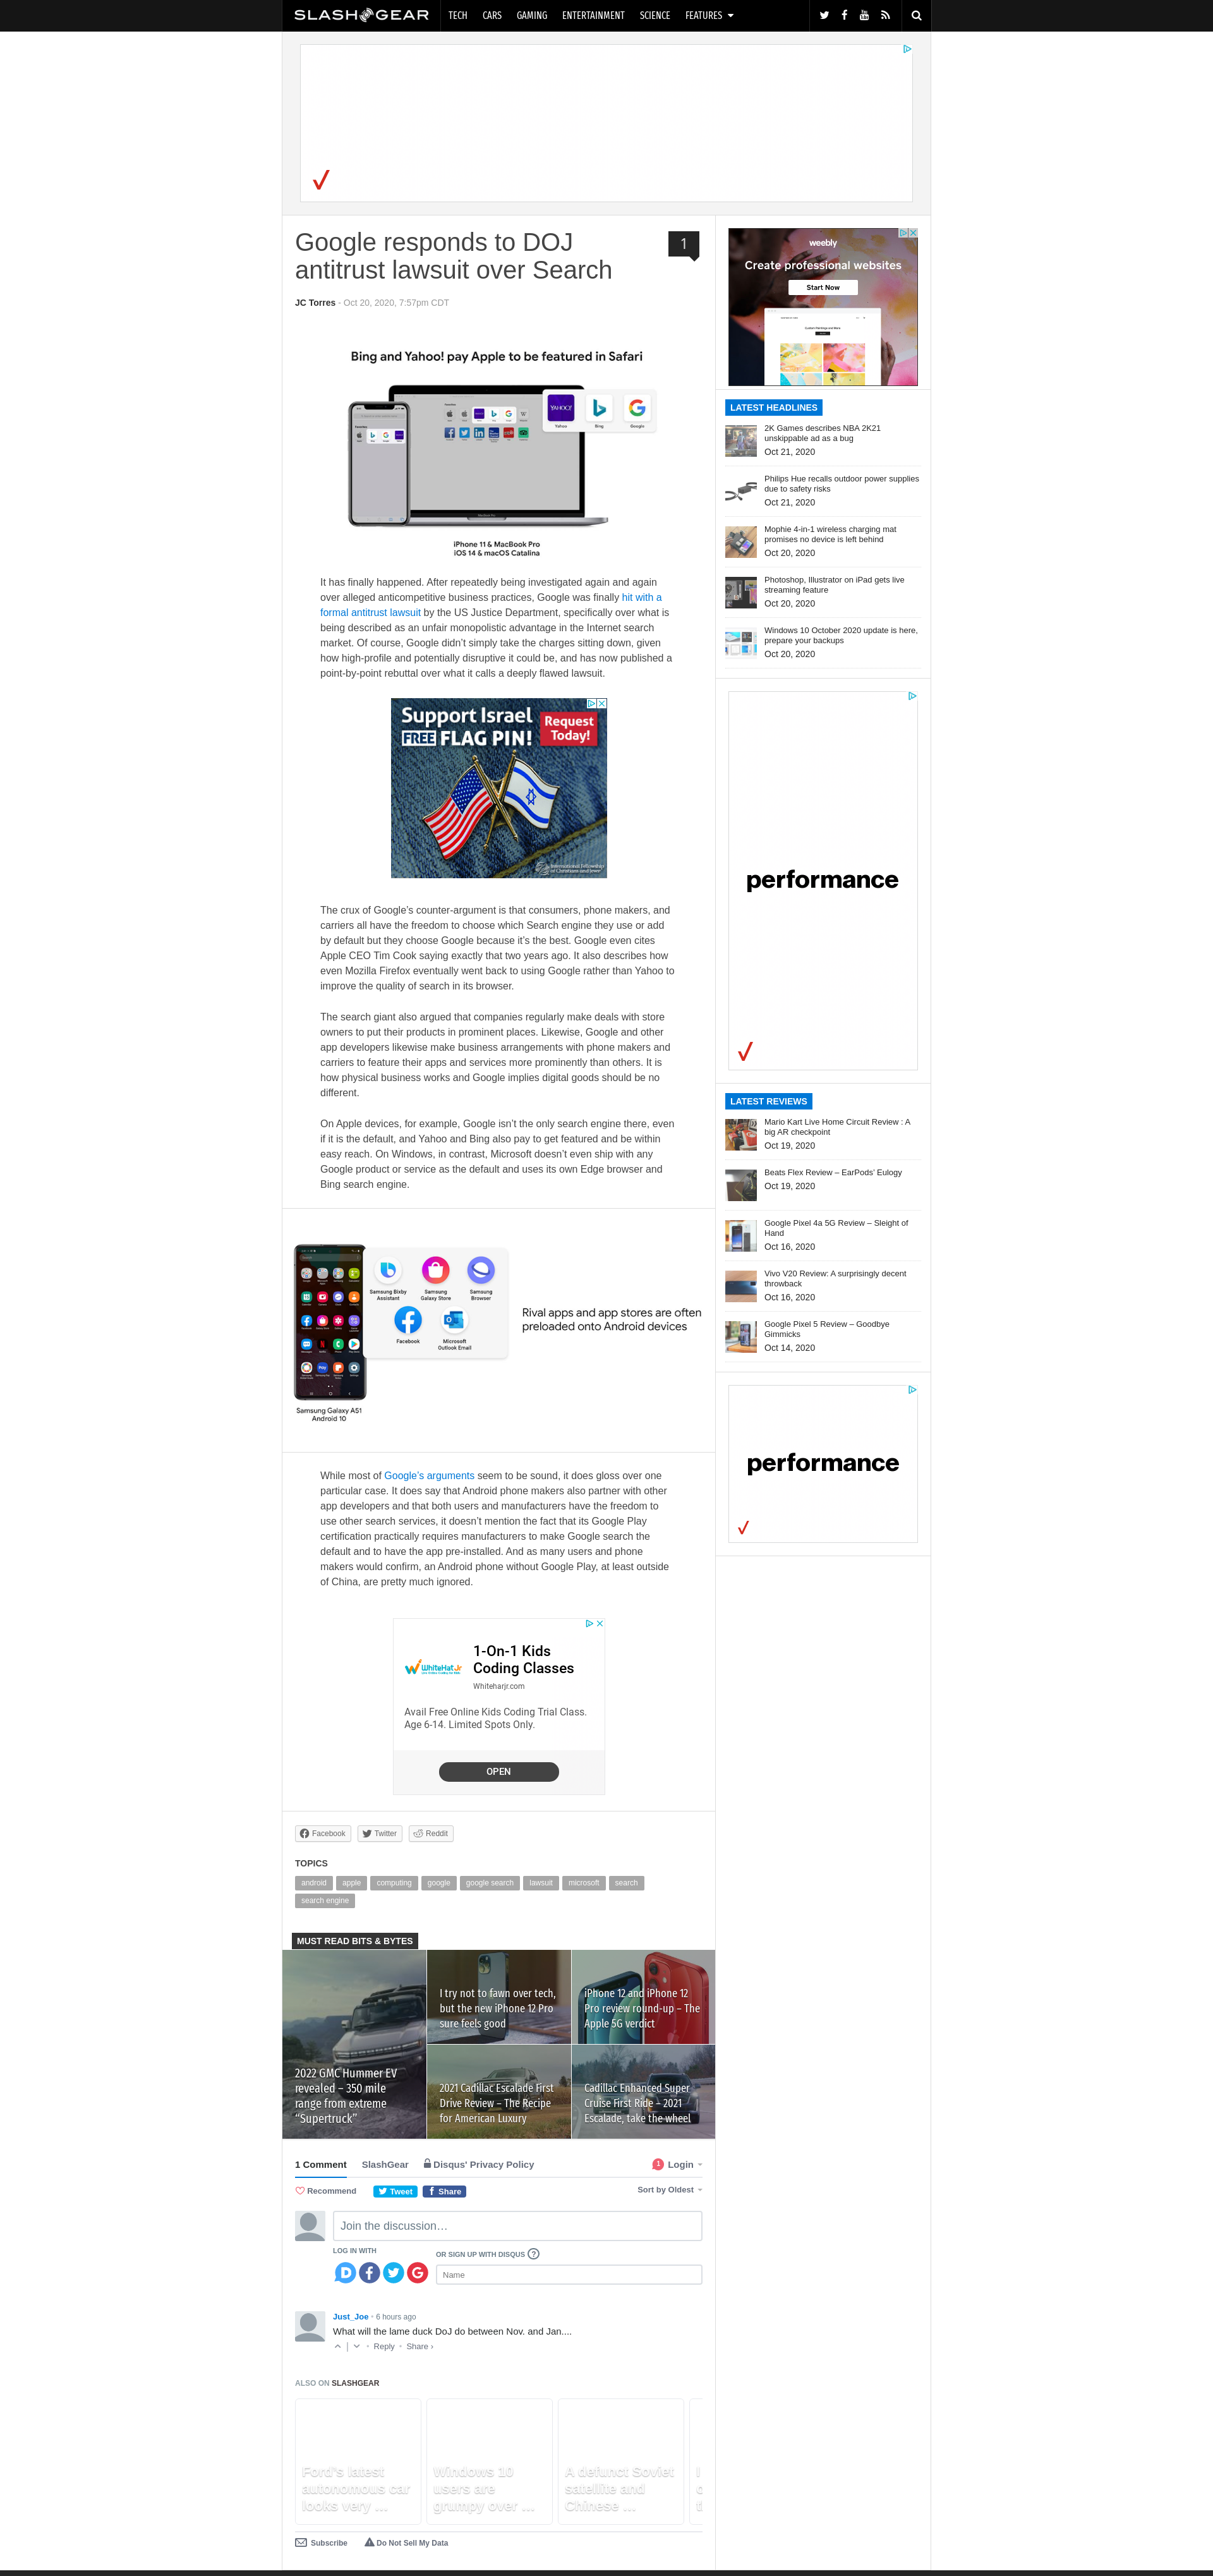 SLASHGEAR TECH CARS GAMING ENTERTAINMENT SCIENCE FEATURES
Google responds to DOJ
antitrust lawsuit over Search
1
JC Torres - Oct 20, 2020, 7:57pm CDT
Bing and Yahoo! pay Apple to be featured in Safari
YAHOO!
Yahoo
Bing
Google
MacBook Pro
iPhone 11 & MacBook Pro
iOS 14 & macOS Catalina
It has finally happened. After repeatedly being investigated again and again
over alleged anticompetitive business practices, Google was finally hit with a
formal antitrust lawsuit by the US Justice Department, specifically over what is
being described as an unfair monopolistic advantage in the Internet search
market. Of course, Google didn’t simply take the charges sitting down, given
how high-profile and potentially disruptive it could be, and has now published a
point-by-point rebuttal over what it calls a deeply flawed lawsuit.
Support Israel
FREE FLAG PIN!
Request
Today!
International Fellowship
of Christians and Jews
The crux of Google’s counter-argument is that consumers, phone makers, and
carriers all have the freedom to choose which Search engine they use or add
by default but they choose Google because it’s the best. Google even cites
Apple CEO Tim Cook saying exactly that two years ago. It also describes how
even Mozilla Firefox eventually went back to using Google rather than Yahoo to
improve the quality of search in its browser.
The search giant also argued that companies regularly make deals with store
owners to put their products in prominent places. Likewise, Google and other
app developers likewise make business arrangements with phone makers and
carriers to feature their apps and services more prominently than others. It is
how physical business works and Google implies digital goods should be no
different.
On Apple devices, for example, Google isn’t the only search engine there, even
if it is the default, and Yahoo and Bing also pay to get featured and be within
easy reach. On Windows, in contrast, Microsoft doesn’t even ship with any
Google product or service as the default and uses its own Edge browser and
Bing search engine.
Samsung Bixby
Assistant
Samsung
Galaxy Store
Samsung
Browser
Facebook
Microsoft
Outlook Email
Rival apps and app stores are often
preloaded onto Android devices
Samsung Galaxy A51
Android 10
While most of Google’s arguments seem to be sound, it does gloss over one
particular case. It does say that Android phone makers also partner with other
app developers and that both users and manufacturers have the freedom to
use other search services, it doesn’t mention the fact that its Google Play
certification practically requires manufacturers to make Google search the
default and to have the app pre-installed. And as many users and phone
makers would confirm, an Android phone without Google Play, at least outside
of China, are pretty much ignored.
WhiteHat Jr
1-On-1 Kids
Coding Classes
Whiteharjr.com
Avail Free Online Kids Coding Trial Class.
Age 6-14. Limited Spots Only.
OPEN
Facebook Twitter Reddit
TOPICS
android apple computing google google search lawsuit microsoft search
search engine
MUST READ BITS & BYTES
2022 GMC Hummer EV
revealed – 350 mile
range from extreme
“Supertruck”
I try not to fawn over tech,
but the new iPhone 12 Pro
sure feels good
iPhone 12 and iPhone 12
Pro review round-up – The
Apple 5G verdict
2021 Cadillac Escalade First
Drive Review – The Recipe
for American Luxury
Cadillac Enhanced Super
Cruise First Ride – 2021
Escalade, take the wheel
1 Comment SlashGear Disqus' Privacy Policy 1 Login
Recommend Tweet Share Sort by Oldest
Join the discussion…
LOG IN WITH
OR SIGN UP WITH DISQUS ?
Name
Just_Joe • 6 hours ago
What will the lame duck DoJ do between Nov. and Jan....
• Reply • Share ›
ALSO ON SLASHGEAR
Ford's latest
autonomous car
looks very …
Windows 10
users are
grumpy over …
A defunct Soviet
satellite and
Chinese …
Subscribe Do Not Sell My Data
weebly
Create professional websites
Start Now
LATEST HEADLINES
2K Games describes NBA 2K21
unskippable ad as a bug
Oct 21, 2020
Philips Hue recalls outdoor power supplies
due to safety risks
Oct 21, 2020
Mophie 4-in-1 wireless charging mat
promises no device is left behind
Oct 20, 2020
Photoshop, Illustrator on iPad gets live
streaming feature
Oct 20, 2020
Windows 10 October 2020 update is here,
prepare your backups
Oct 20, 2020
performance
LATEST REVIEWS
Mario Kart Live Home Circuit Review : A
big AR checkpoint
Oct 19, 2020
Beats Flex Review – EarPods’ Eulogy
Oct 19, 2020
Google Pixel 4a 5G Review – Sleight of
Hand
Oct 16, 2020
Vivo V20 Review: A surprisingly decent
throwback
Oct 16, 2020
Google Pixel 5 Review – Goodbye
Gimmicks
Oct 14, 2020
performance